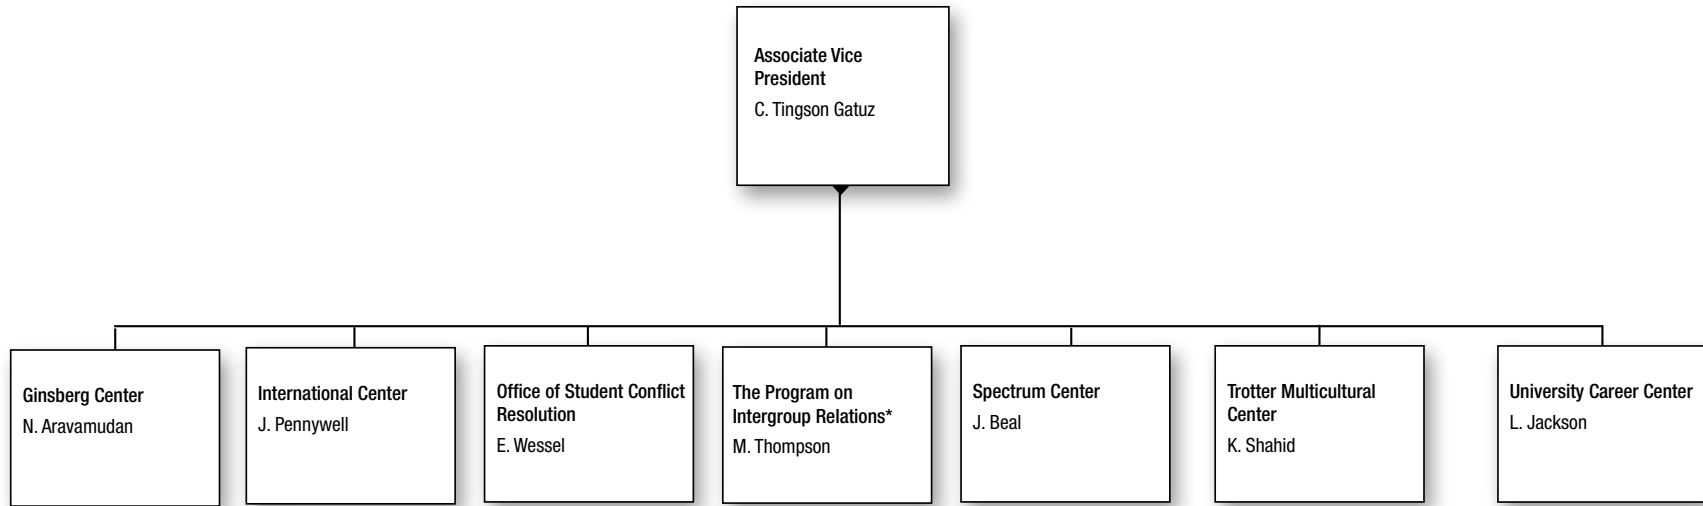 Associate Vice
President
C. Tingson Gatuz
Ginsberg Center
N. Aravamudan
International Center
J. Pennywell
Office of Student Conflict
Resolution
E. Wessel
The Program on
Intergroup Relations*
M. Thompson
Spectrum Center
J. Beal
Trotter Multicultural
Center
K. Shahid
University Career Center
L. Jackson